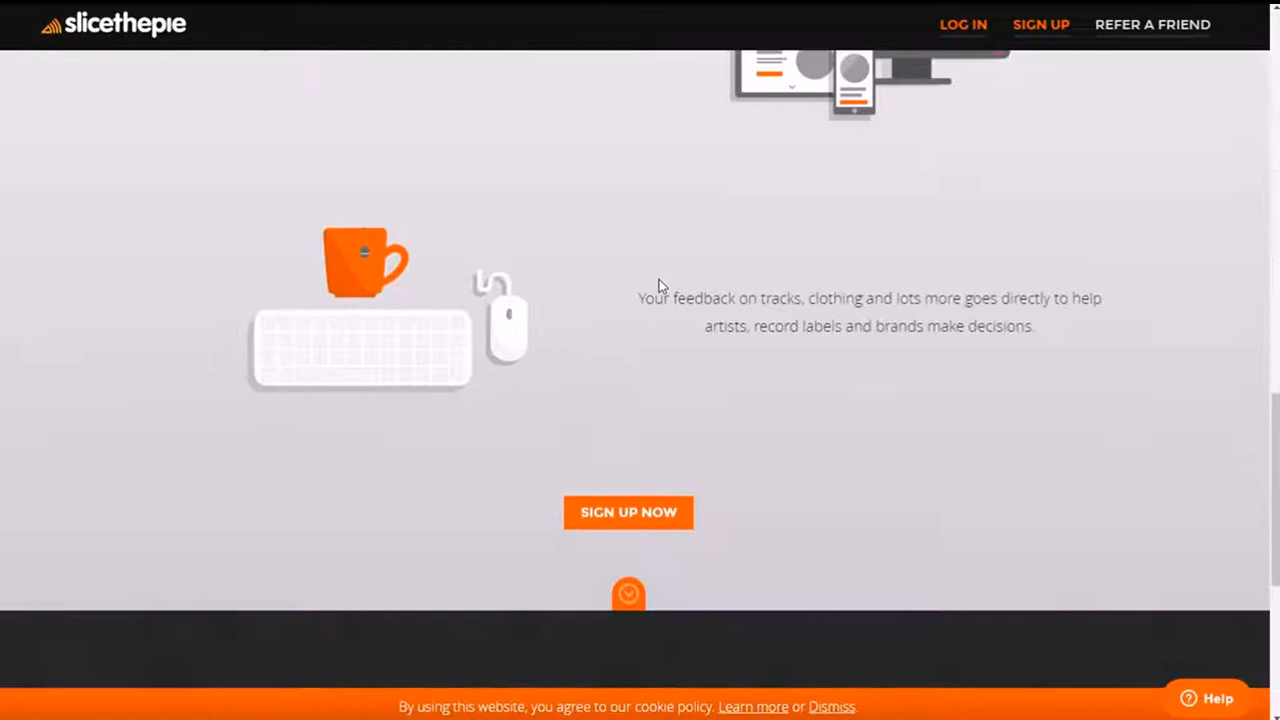 slicethepie
LOG IN
SIGN UP
REFER A FRIEND
Your feedback on tracks, clothing and lots more goes directly to help
artists, record labels and brands make decisions.
SIGN UP NOW
By using this website, you agree to our cookie policy. Learn more or Dismiss.
Help